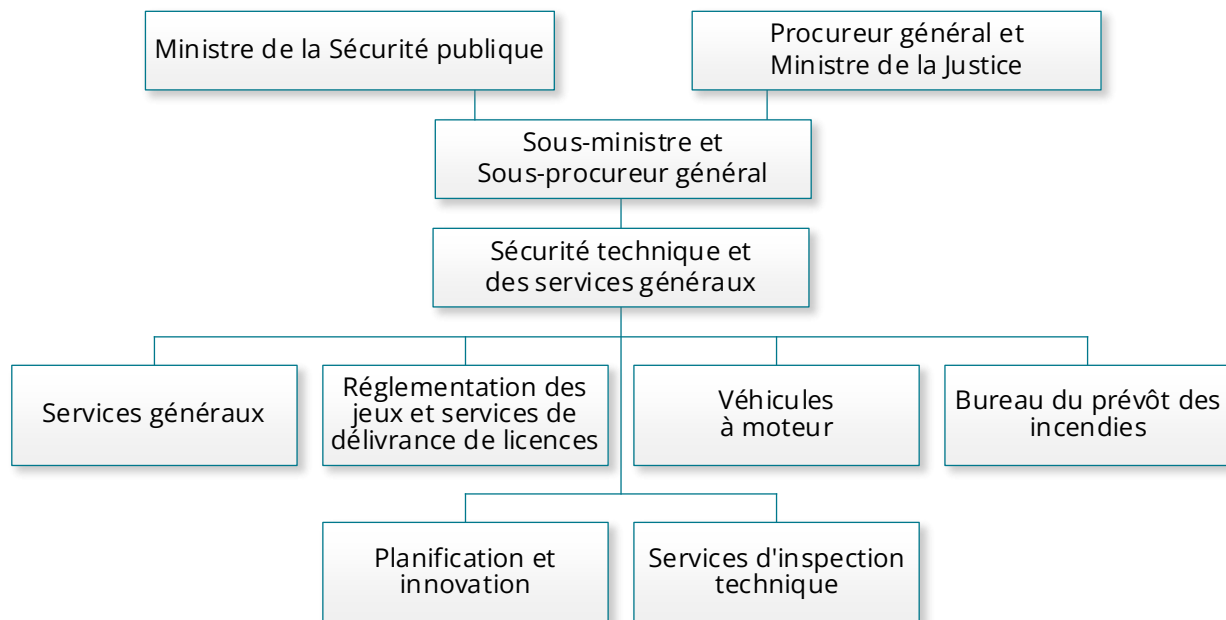 Ministre de la Sécurité publique
Procureur général et
Ministre de la Justice
Sous-ministre et
Sous-procureur général
Sécurité technique et
des services généraux
Services généraux
Réglementation des
jeux et services de
délivrance de licences
Véhicules
à moteur
Bureau du prévôt des
incendies
Planification et
innovation
Services d'inspection
technique